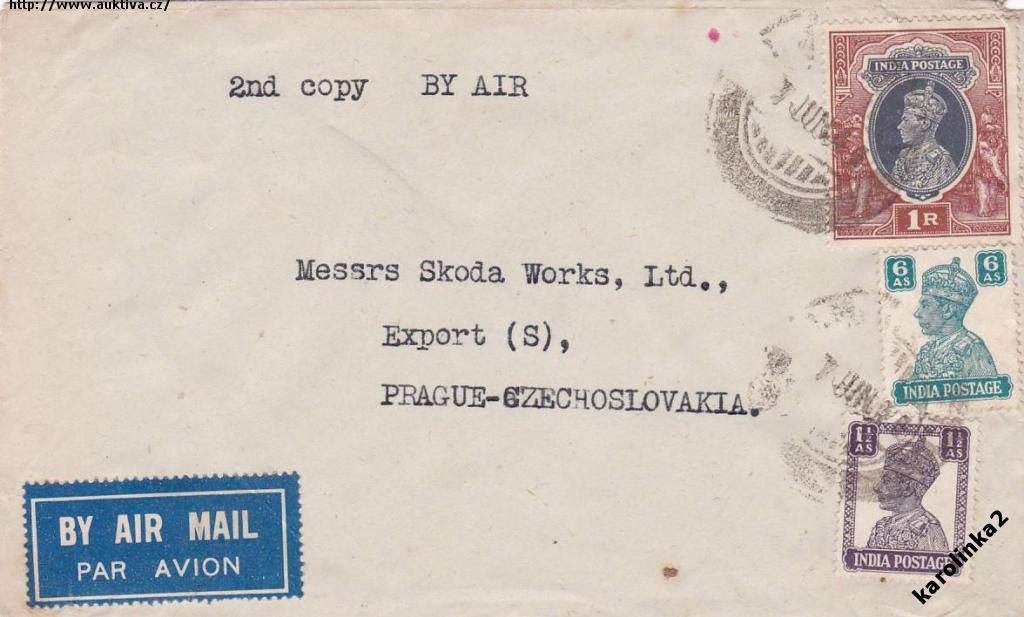 http://www.auktiva.cz/
2nd copy BY AIR
INDIA POSTAGE
1R
JUN
Messrs Skoda Works, Ltd.,
Export (S),
PRAGUE-CZECHOSLOVAKIA.
6 AS 6 AS
INDIA POSTAGE
JUN
1½ AS 1½ AS
INDIA POSTAGE
BY AIR MAIL
PAR AVION
karolinka2